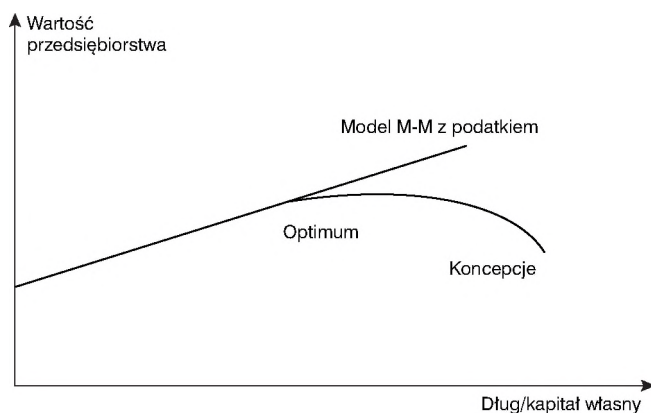 Wartość
przedsiębiorstwa
Model M-M z podatkiem
Optimum
Koncepcje
Dług/kapitał własny